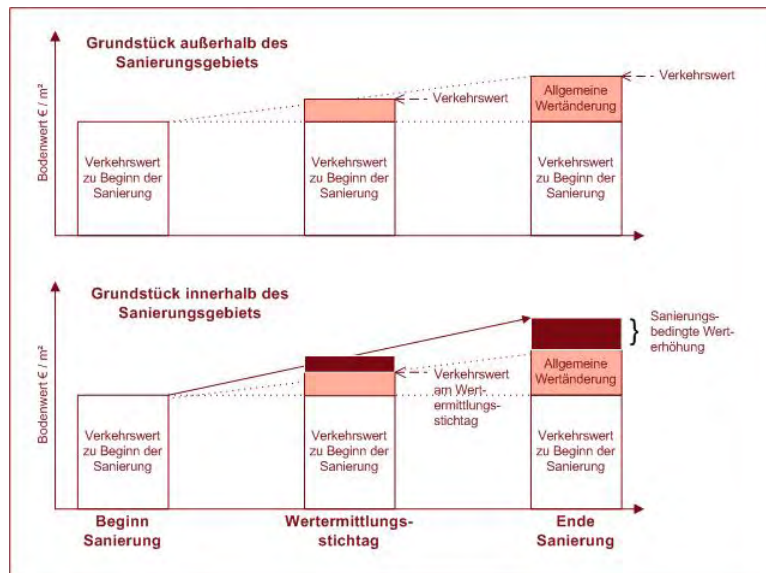 Grundstück außerhalb des
Sanierungsgebiets
Bodenwert € / m²
Verkehrswert
zu Beginn der
Sanierung
Verkehrswert
Verkehrswert
zu Beginn der
Sanierung
Allgemeine
Wertänderung
Verkehrswert
Verkehrswert
zu Beginn der
Sanierung
Grundstück innerhalb des
Sanierungsgebiets
Bodenwert € / m²
Verkehrswert
zu Beginn der
Sanierung
Verkehrswert
am Wert-
ermittlungs-
stichtag
Verkehrswert
zu Beginn der
Sanierung
Sanierungs-
bedingte Wert-
erhöhung
Allgemeine
Wertänderung
Verkehrswert
zu Beginn der
Sanierung
Beginn
Sanierung
Wertermittlungs-
stichtag
Ende
Sanierung